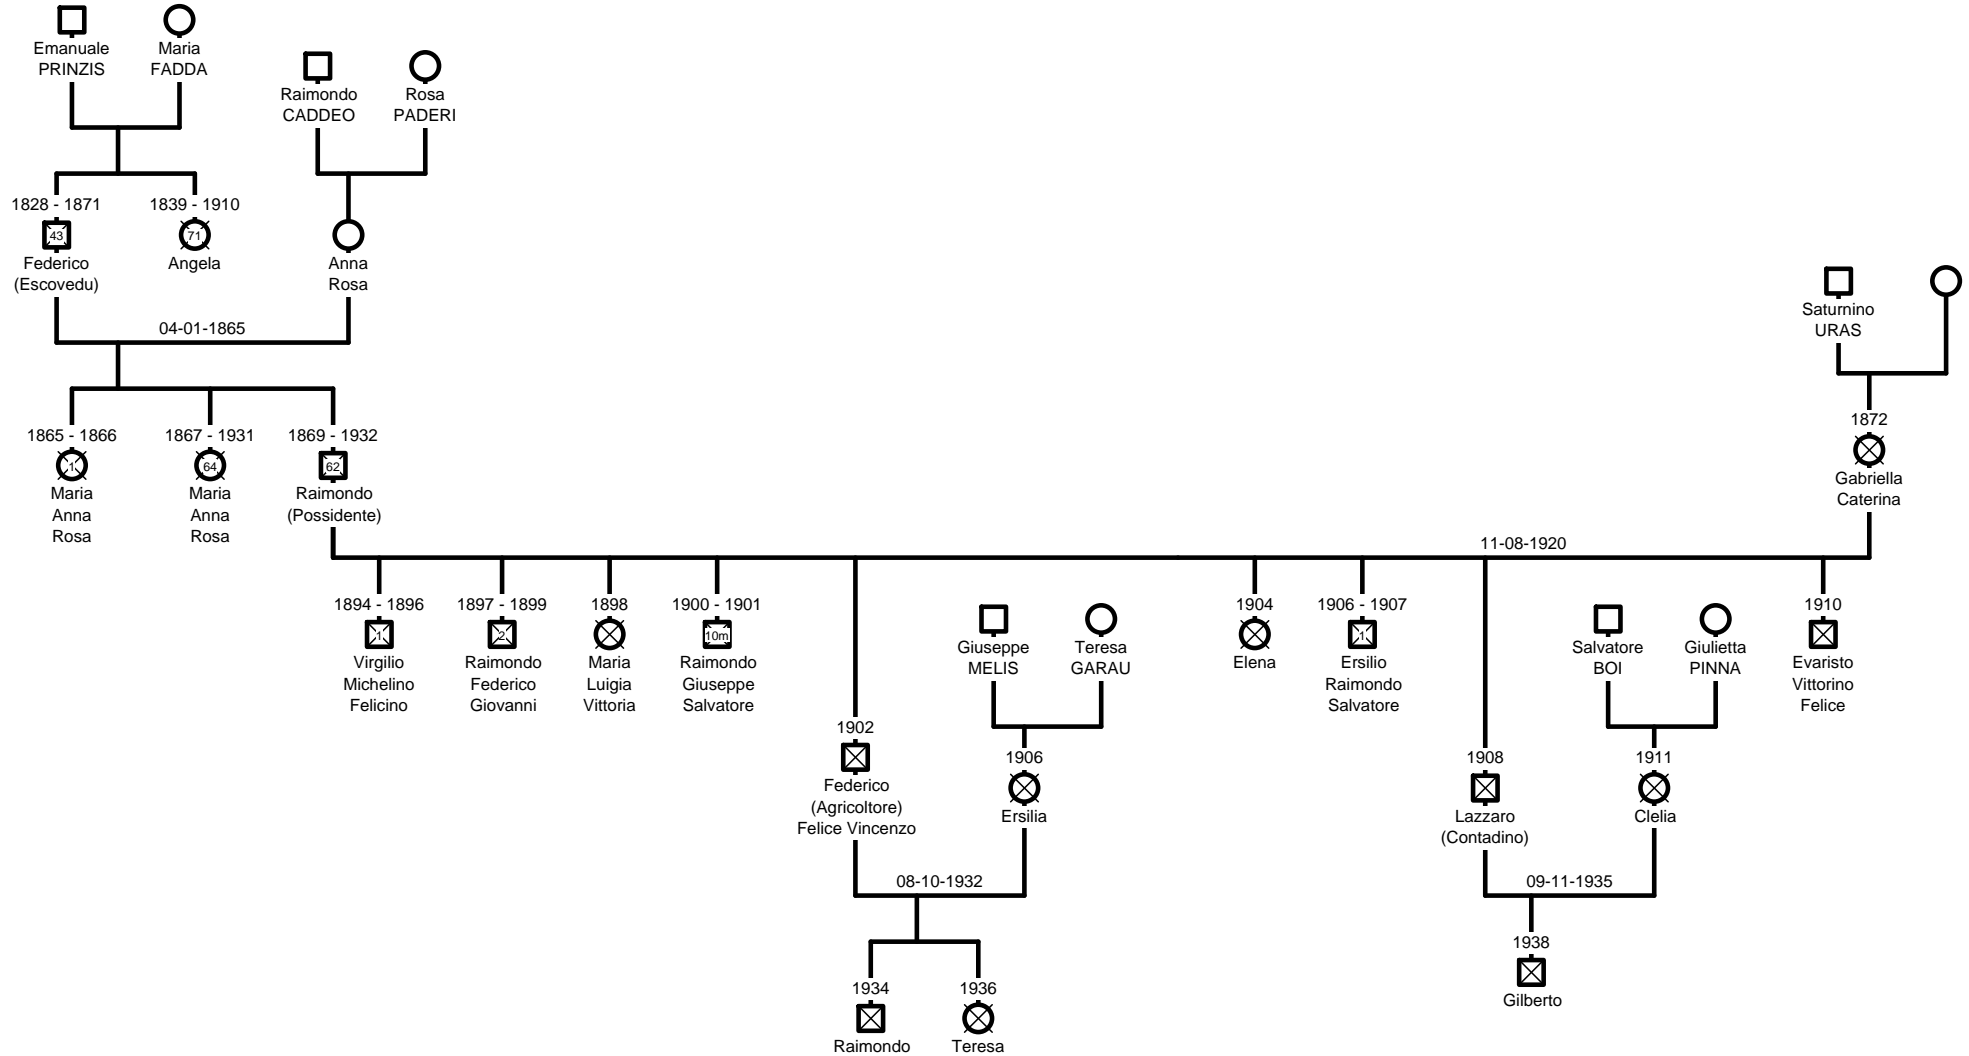 Emanuale
PRINZIS
Maria
FADDA
Raimondo
CADDEO
Rosa
PADERI
1828 - 1871
43
Federico
(Escovedu)
1839 - 1910
71
Angela
Anna
Rosa
Saturnino
URAS
04-01-1865
1865 - 1866
1
Maria
Anna
Rosa
1867 - 1931
64
Maria
Anna
Rosa
1869 - 1932
62
Raimondo
(Possidente)
1872
Gabriella
Caterina
11-08-1920
1894 - 1896
1
Virgilio
Michelino
Felicino
1897 - 1899
2
Raimondo
Federico
Giovanni
1898
Maria
Luigia
Vittoria
1900 - 1901
10m
Raimondo
Giuseppe
Salvatore
1902
Federico
(Agricoltore)
Felice Vincenzo
Giuseppe
MELIS
Teresa
GARAU
1906
Ersilia
1904
Elena
1906 - 1907
1
Ersilio
Raimondo
Salvatore
1908
Lazzaro
(Contadino)
Salvatore
BOI
Giulietta
PINNA
1911
Clelia
1910
Evaristo
Vittorino
Felice
08-10-1932
09-11-1935
1934
Raimondo
1936
Teresa
1938
Gilberto